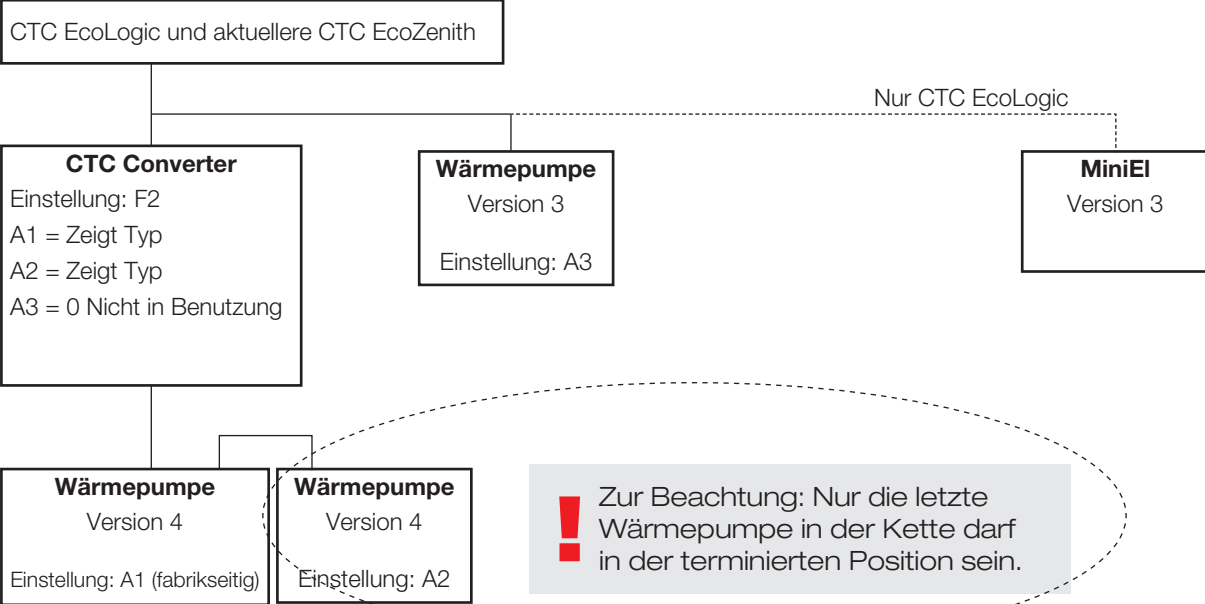 CTC EcoLogic und aktuellere CTC EcoZenith
Nur CTC EcoLogic
CTC Converter
Einstellung: F2
A1 = Zeigt Typ
A2 = Zeigt Typ
A3 = 0 Nicht in Benutzung
Wärmepumpe
Version 3
Einstellung: A3
MiniEl
Version 3
Wärmepumpe
Version 4
Einstellung: A1 (fabrikseitig)
Wärmepumpe
Version 4
Einstellung: A2
! Zur Beachtung: Nur die letzte
Wärmepumpe in der Kette darf
in der terminierten Position sein.